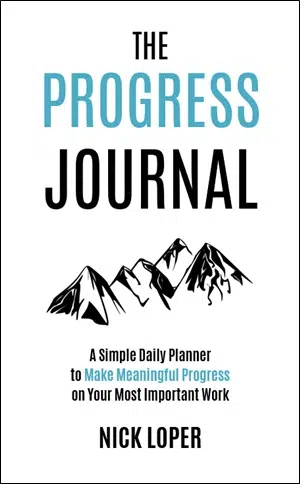 THE
PROGRESS
JOURNAL
A Simple Daily Planner
to Make Meaningful Progress
on Your Most Important Work
NICK LOPER